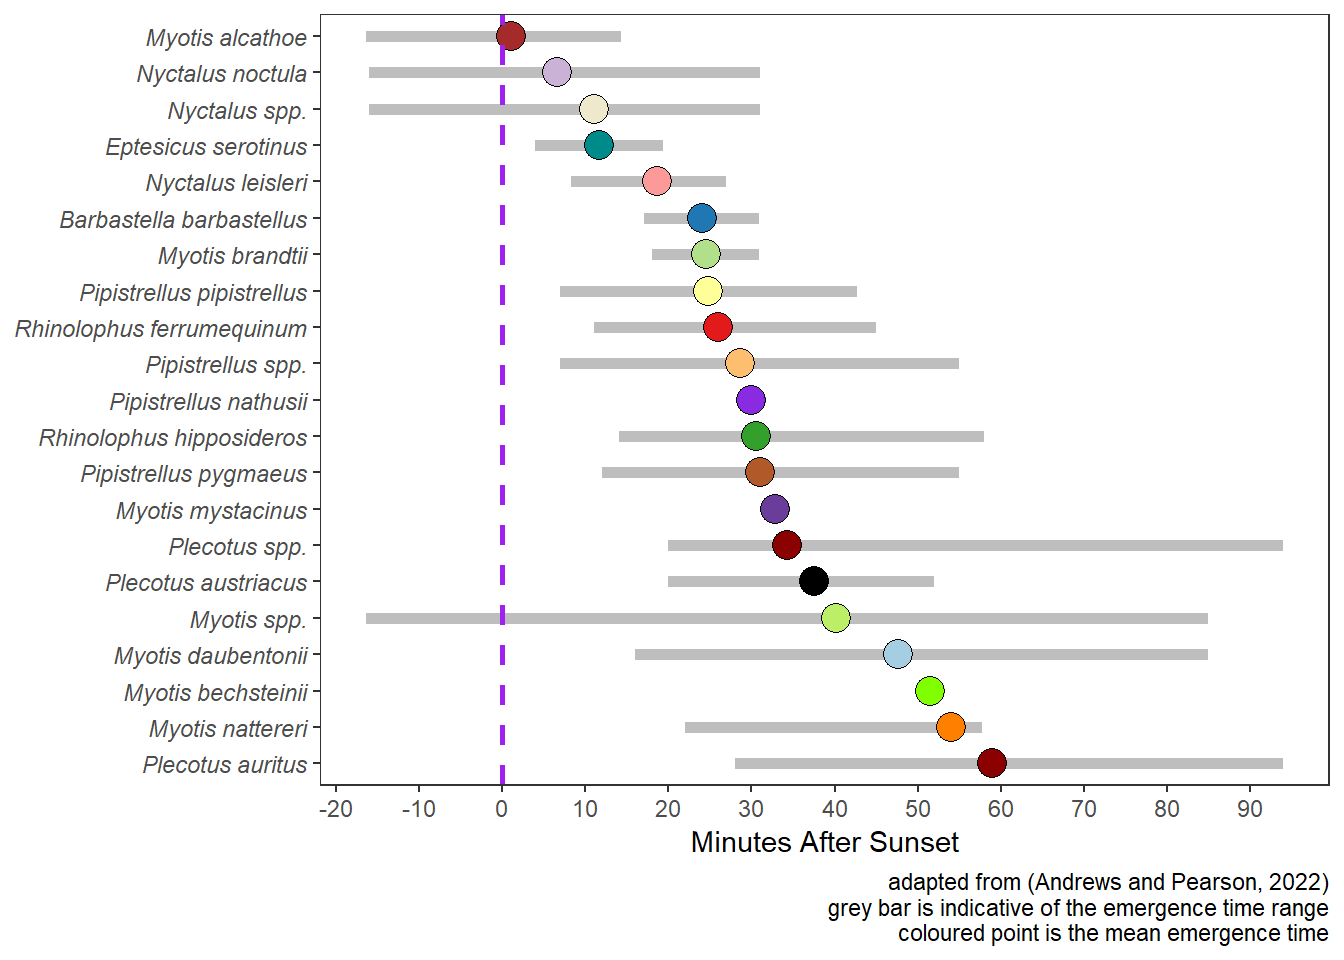 Myotis alcathoe
Nyctalus noctula
Nyctalus spp.
Eptesicus serotinus
Nyctalus leisleri
Barbastella barbastellus
Myotis brandtii
Pipistrellus pipistrellus
Rhinolophus ferrumequinum
Pipistrellus spp.
Pipistrellus nathusii
Rhinolophus hipposideros
Pipistrellus pygmaeus
Myotis mystacinus
Plecotus spp.
Plecotus austriacus
Myotis spp.
Myotis daubentonii
Myotis bechsteinii
Myotis nattereri
Plecotus auritus
-20 -10 0 10 20 30 40 50 60 70 80 90
Minutes After Sunset
adapted from (Andrews and Pearson, 2022)
grey bar is indicative of the emergence time range
coloured point is the mean emergence time